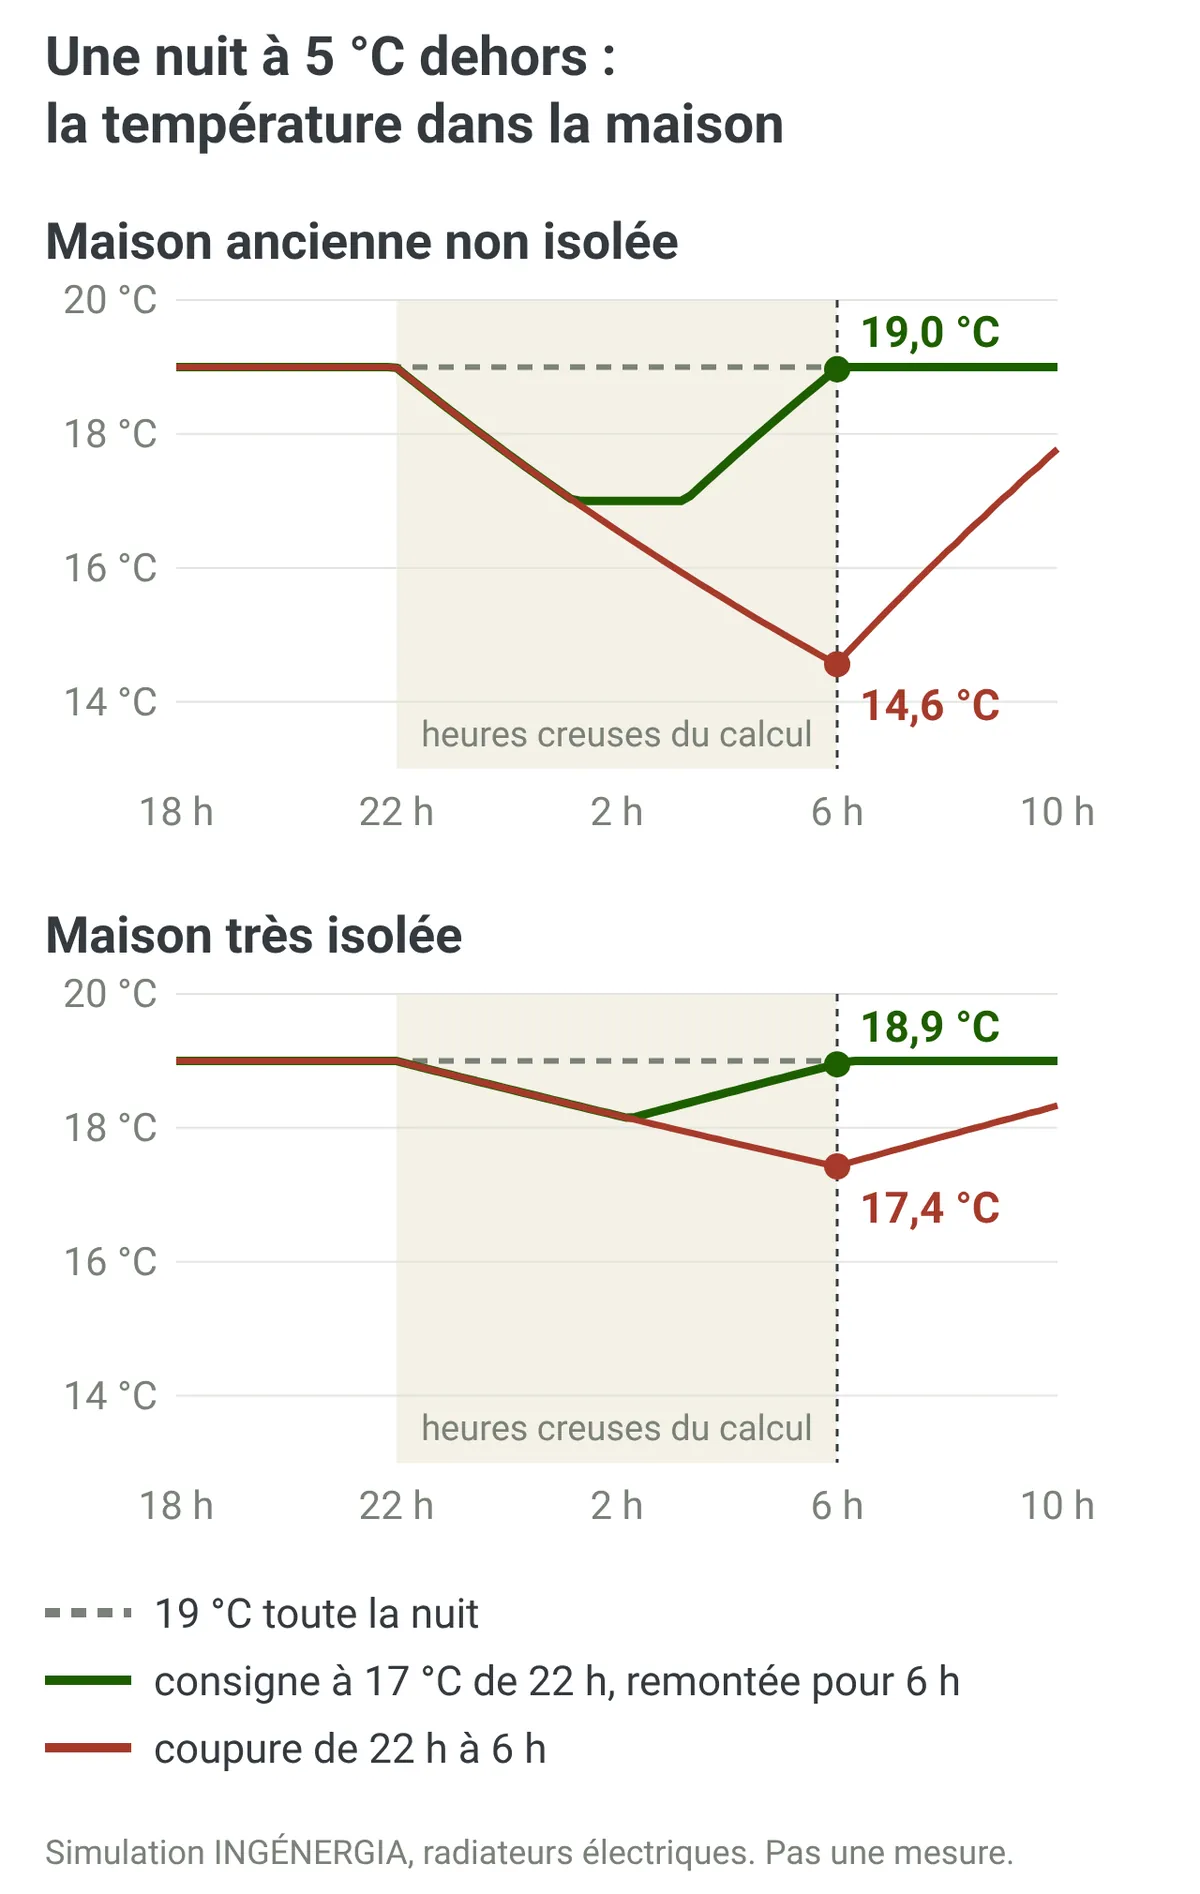 Une nuit à 5 °C dehors :
la température dans la maison
Maison ancienne non isolée
20 °C
19,0 °C
18 °C
16 °C
14 °C
14,6 °C
heures creuses du calcul
18 h 22 h 2 h 6 h 10 h
Maison très isolée
20 °C
18,9 °C
18 °C
17,4 °C
16 °C
14 °C
heures creuses du calcul
18 h 22 h 2 h 6 h 10 h
19 °C toute la nuit
consigne à 17 °C de 22 h, remontée pour 6 h
coupure de 22 h à 6 h
Simulation INGÉNERGIA, radiateurs électriques. Pas une mesure.